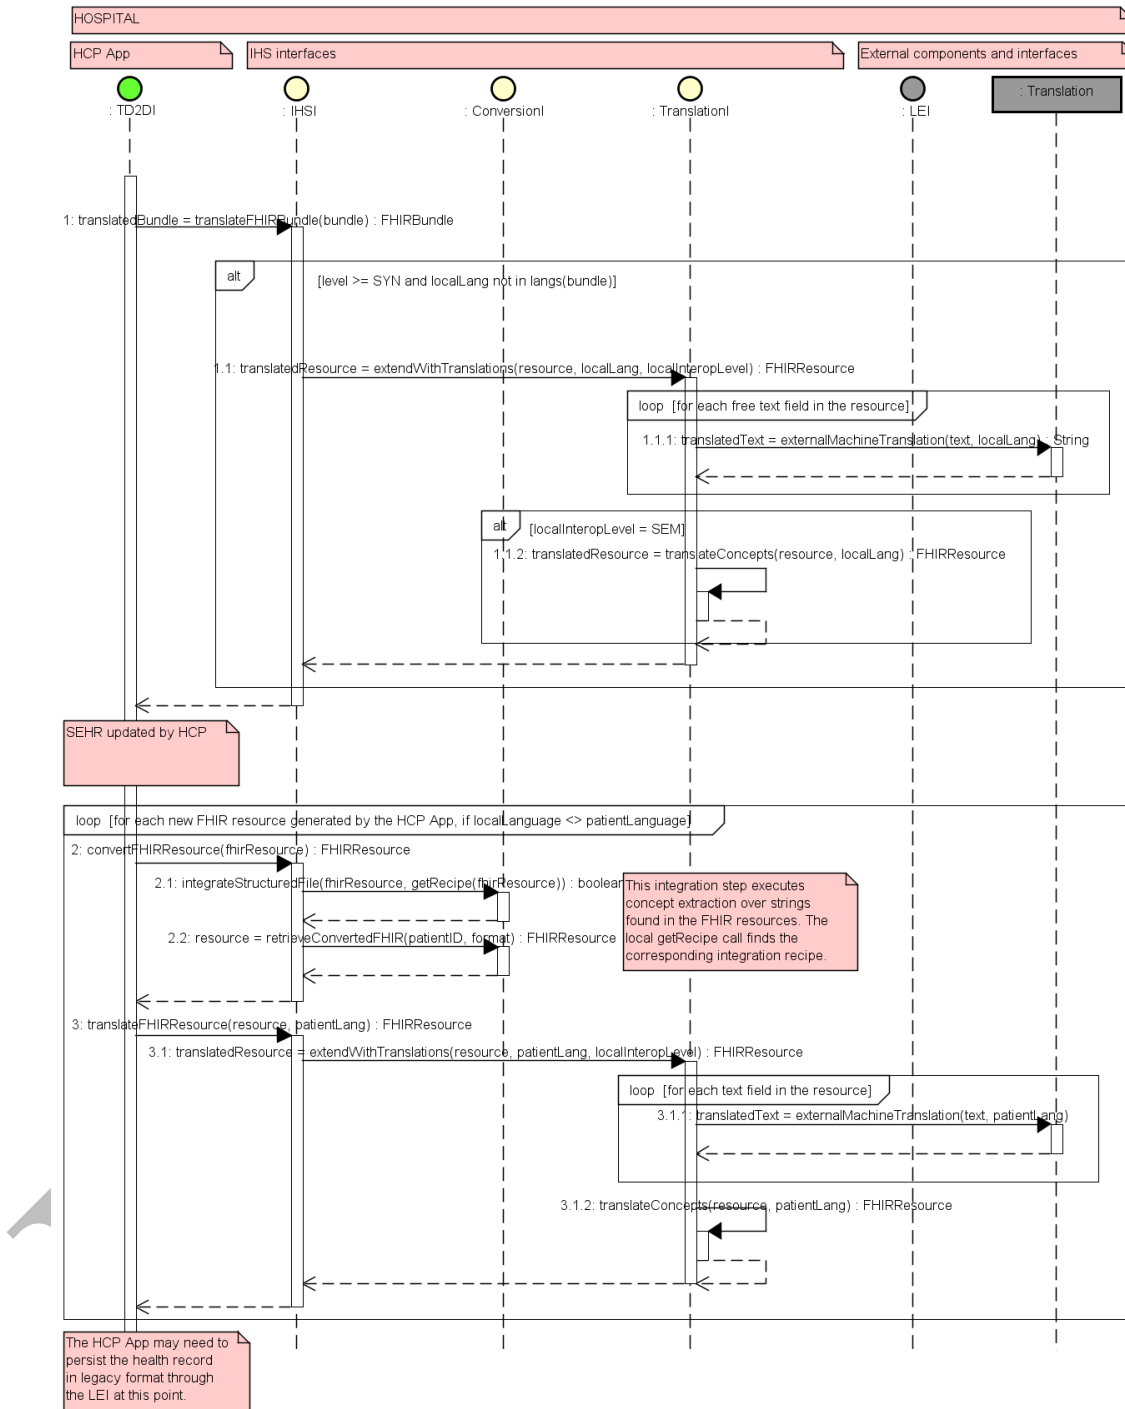 HOSPITAL
HCP App
IHS interfaces
External components and interfaces
: TD2DI
: IHSI
: ConversionI
: TranslationI
: LEI
: Translation
1: translatedBundle = translateFHIRBundle(bundle) : FHIRBundle
alt
[level >= SYN and localLang not in langs(bundle)]
1.1: translatedResource = extendWithTranslations(resource, localLang, localInteropLevel) : FHIRResource
loop [for each free text field in the resource]
1.1.1: translatedText = externalMachineTranslation(text, localLang) : String
alt [localInteropLevel = SEM]
1.1.2: translatedResource = translateConcepts(resource, localLang) : FHIRResource
SEHR updated by HCP
loop [for each new FHIR resource generated by the HCP App, if localLanguage <> patientLanguage]
2: convertFHIRResource(fhirResource) : FHIRResource
2.1: integrateStructuredFile(fhirResource, getRecipe(fhirResource)) : boolean
This integration step executes
concept extraction over strings
found in the FHIR resources. The
local getRecipe call finds the
corresponding integration recipe.
2.2: resource = retrieveConvertedFHIR(patientID, format) : FHIRResource
3: translateFHIRResource(resource, patientLang) : FHIRResource
3.1: translatedResource = extendWithTranslations(resource, patientLang, localInteropLevel) : FHIRResource
loop [for each text field in the resource]
3.1.1: translatedText = externalMachineTranslation(text, patientLang)
3.1.2: translateConcepts(resource, patientLang) : FHIRResource
The HCP App may need to
persist the health record
in legacy format through
the LEI at this point.